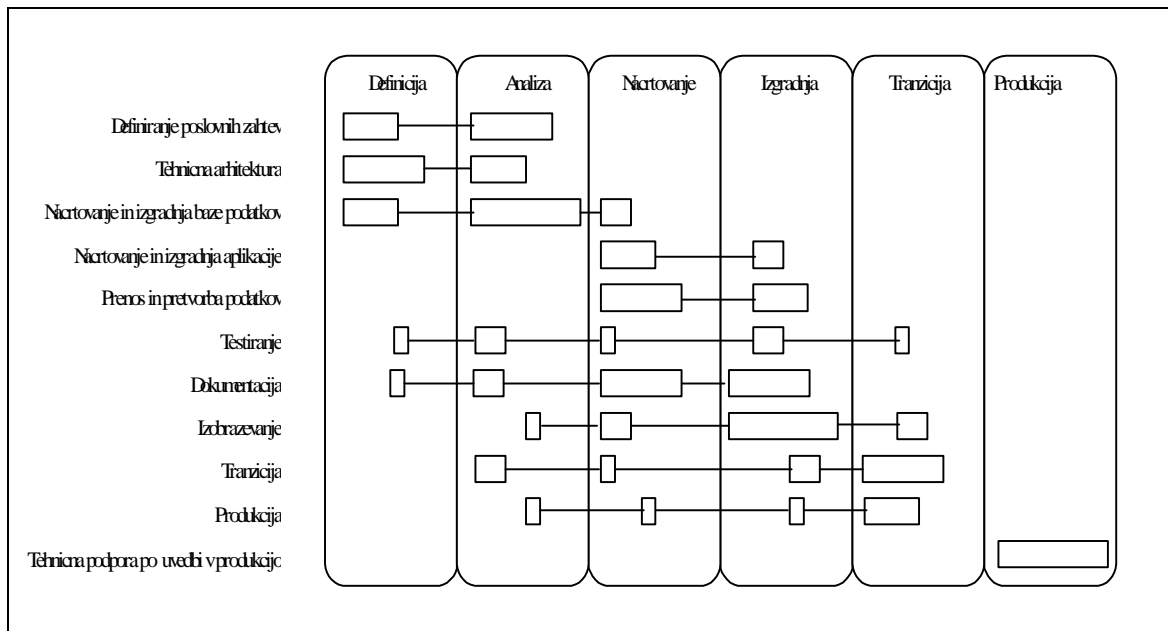 Definicija Analiza Nacrtovanje Izgradnja Tranzicija Produkcija
Definiranje poslovnih zahtev
Tehnicna arhitektura
Nacrtovanje in izgradnja baze podatkov
Nacrtovanje in izgradnja aplikacije
Prenos in pretvorba podatkov
Testiranje
Dokumentacija
Izobrazevanje
Tranzicija
Produkcija
Tehnicna podpora po uvedbi v produkcijo